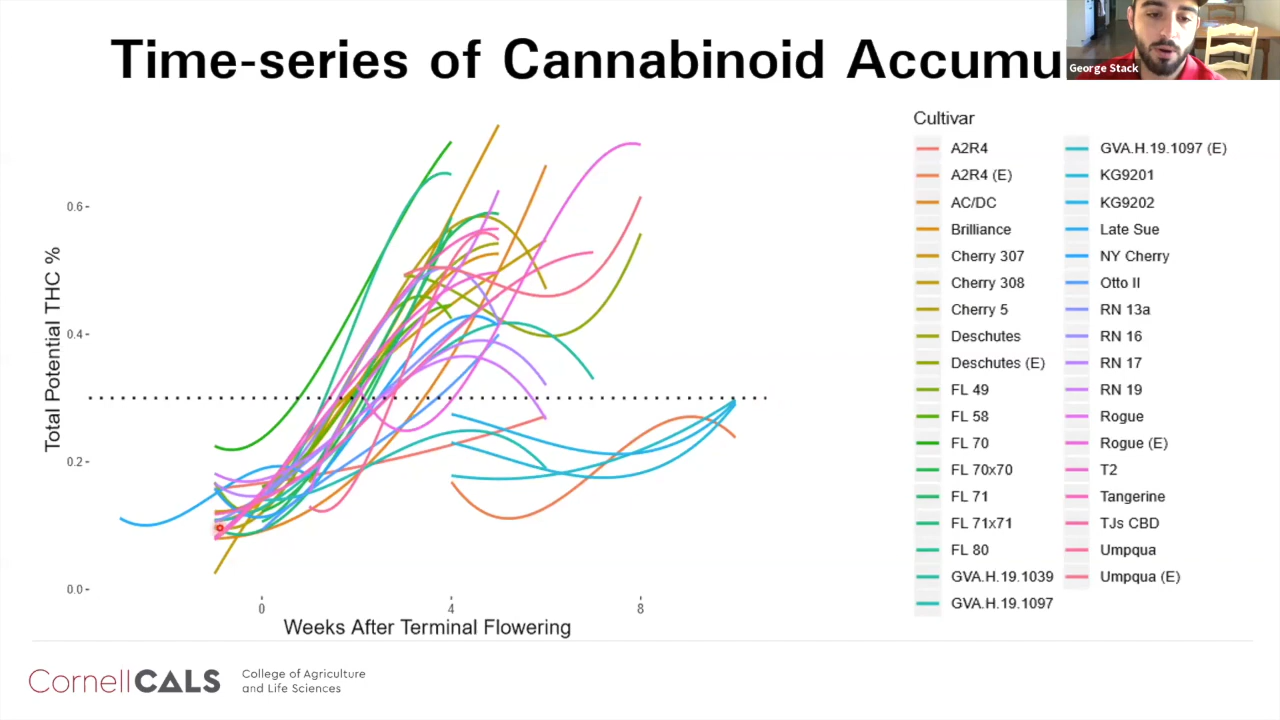 Time-series of Cannabinoid Accumu
George Stack
Total Potential THC %
0.6
0.4
0.2
0.0
0
4
8
Weeks After Terminal Flowering
Cultivar
A2R4
A2R4 (E)
AC/DC
Brilliance
Cherry 307
Cherry 308
Cherry 5
Deschutes
Deschutes (E)
FL 49
FL 58
FL 70
FL 70x70
FL 71
FL 71x71
FL 80
GVA.H.19.1039
GVA.H.19.1097
GVA.H.19.1097 (E)
KG9201
KG9202
Late Sue
NY Cherry
Otto II
RN 13a
RN 16
RN 17
RN 19
Rogue
Rogue (E)
T2
Tangerine
TJs CBD
Umpqua
Umpqua (E)
CornellCALS
College of Agriculture
and Life Sciences